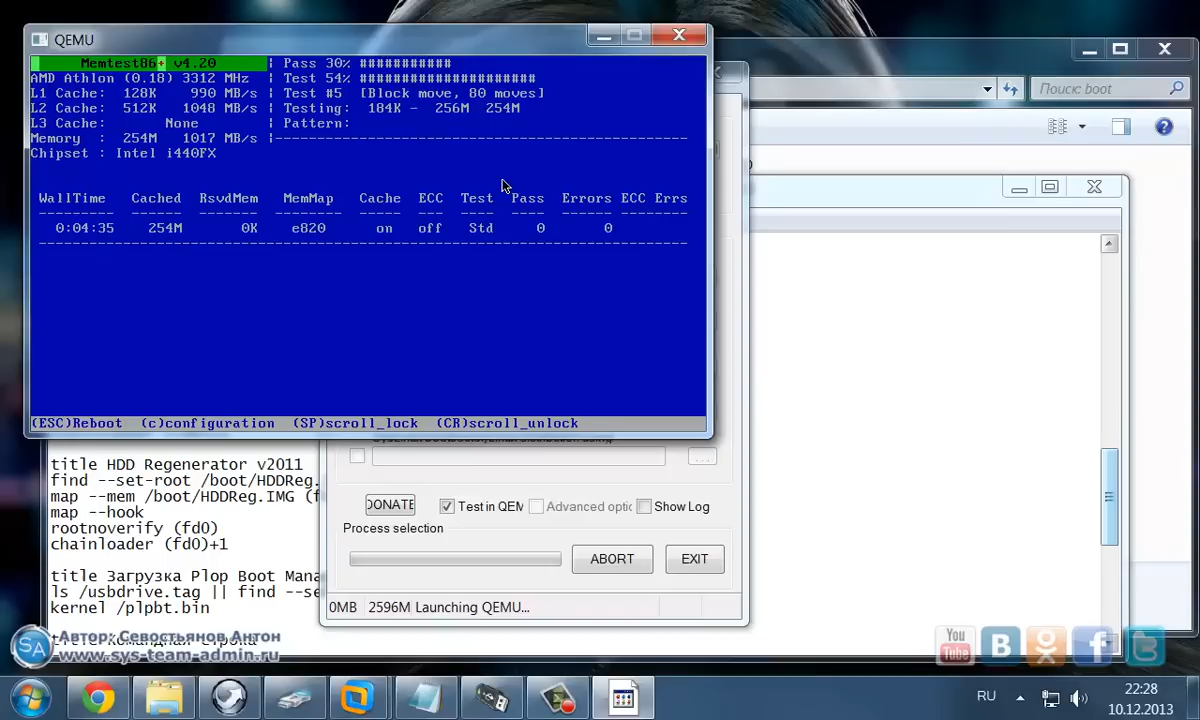 QEMU
Memtest86+ v4.20 | Pass 30% ###########
AMD Athlon (0.18) 3312 MHz | Test 54% #####################
L1 Cache: 128K 990 MB/s | Test #5 [Block move, 80 moves]
L2 Cache: 512K 1048 MB/s | Testing: 184K - 256M 254M
L3 Cache: None | Pattern:
Memory : 254M 1017 MB/s |
Chipset : Intel i440FX
WallTime Cached RsvdMem MemMap Cache ECC Test Pass Errors ECC Errs
0:04:35 254M 0K e820 on off Std 0 0
(ESC)Reboot (c)configuration (SP)scroll_lock (CR)scroll_unlock
Поиск: boot
title HDD Regenerator v2011
find --set-root /boot/HDDReg.
map --mem /boot/HDDReg.IMG (f
map --hook
rootnoverify (fd0)
chainloader (fd0)+1
title Загрузка Plop Boot Mana
ls /usbdrive.tag || find --se
kernel /plpbt.bin
title Командная строка
...
DONATE
Test in QEM
Advanced optic
Show Log
Process selection
ABORT
EXIT
0MB 2596M Launching QEMU...
SA
Автор: Севостьянов Антон
www.sys-team-admin.ru
You Tube
B
f
t
RU
22:28
10.12.2013